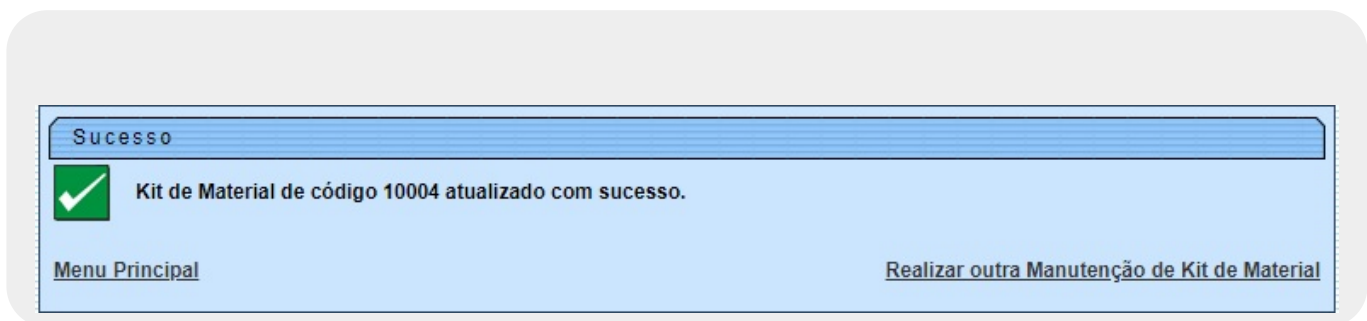 Sucesso
Kit de Material de código 10004 atualizado com sucesso.
Menu Principal
Realizar outra Manutenção de Kit de Material